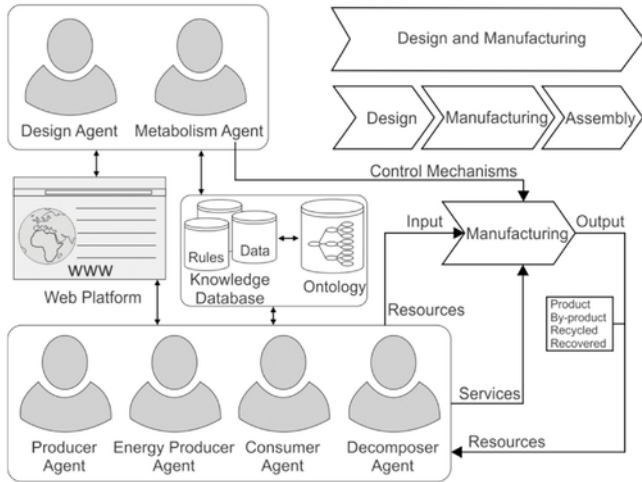 Design and Manufacturing
Design Agent
Metabolism Agent
Design
Manufacturing
Assembly
Control Mechanisms
WWW
Web Platform
Rules
Data
Knowledge
Database
Ontology
Input
Manufacturing
Output
Resources
Product
By-product
Recycled
Recovered
Services
Resources
Producer
Agent
Energy Producer
Agent
Consumer
Agent
Decomposer
Agent